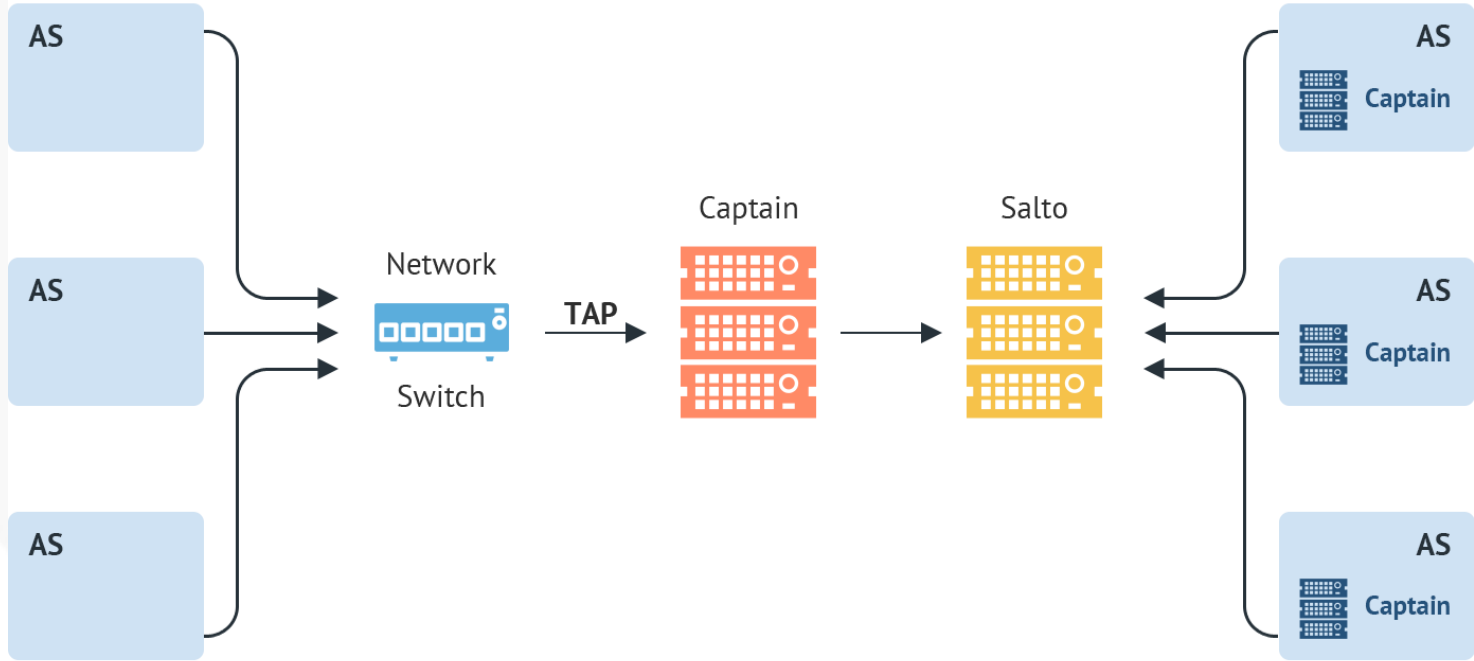 AS
AS
AS
Network
Switch
TAP
Captain
Salto
AS
Captain
AS
Captain
AS
Captain